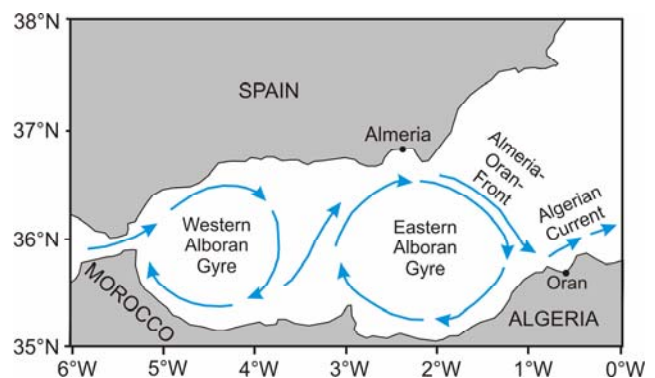 38°N
SPAIN
37°N
Almeria
Almeria-
Oran-
Front
Algerian
Current
Western
Alboran
Gyre
Eastern
Alboran
Gyre
36°N
MOROCCO
Oran
ALGERIA
35°N
6°W
5°W
4°W
3°W
2°W
1°W
0°W